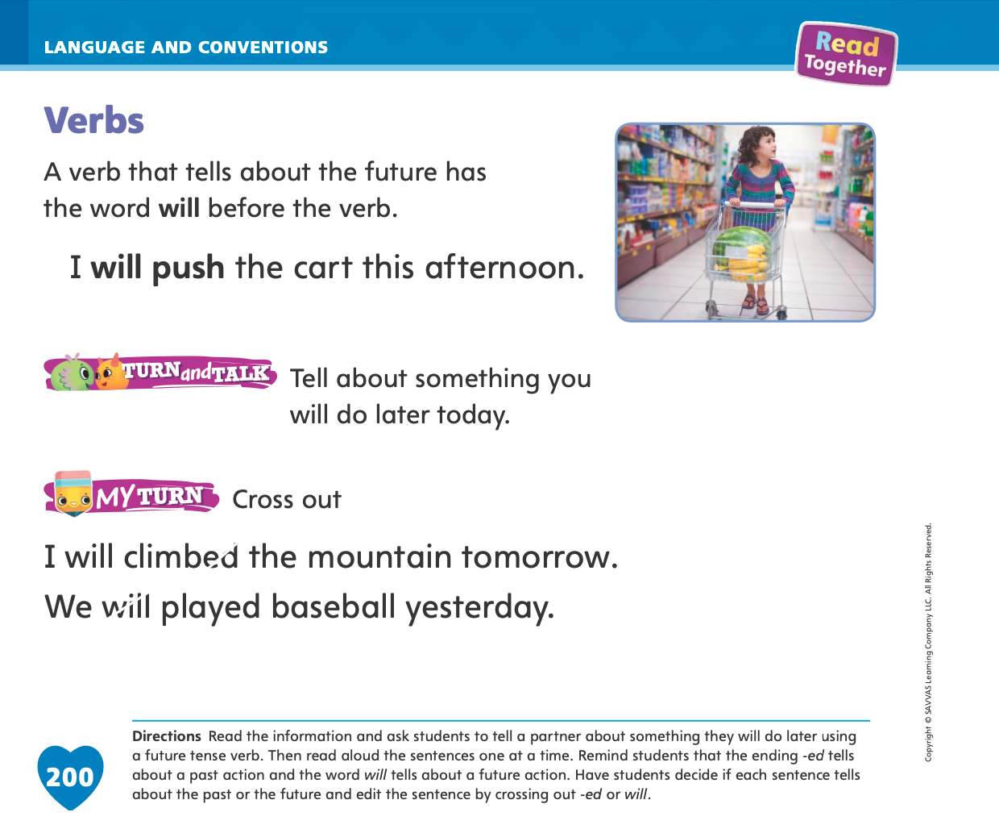 LANGUAGE AND CONVENTIONS
Read
Together
Verbs
A verb that tells about the future has
the word will before the verb.
I will push the cart this afternoon.
TURN and TALK Tell about something you
will do later today.
MY TURN Cross out
I will climbed the mountain tomorrow.
We will played baseball yesterday.
Directions Read the information and ask students to tell a partner about something they will do later using
a future tense verb. Then read aloud the sentences one at a time. Remind students that the ending -ed tells
about a past action and the word will tells about a future action. Have students decide if each sentence tells
about the past or the future and edit the sentence by crossing out -ed or will.
200
Copyright © SAVVAS Learning Company LLC. All Rights Reserved.